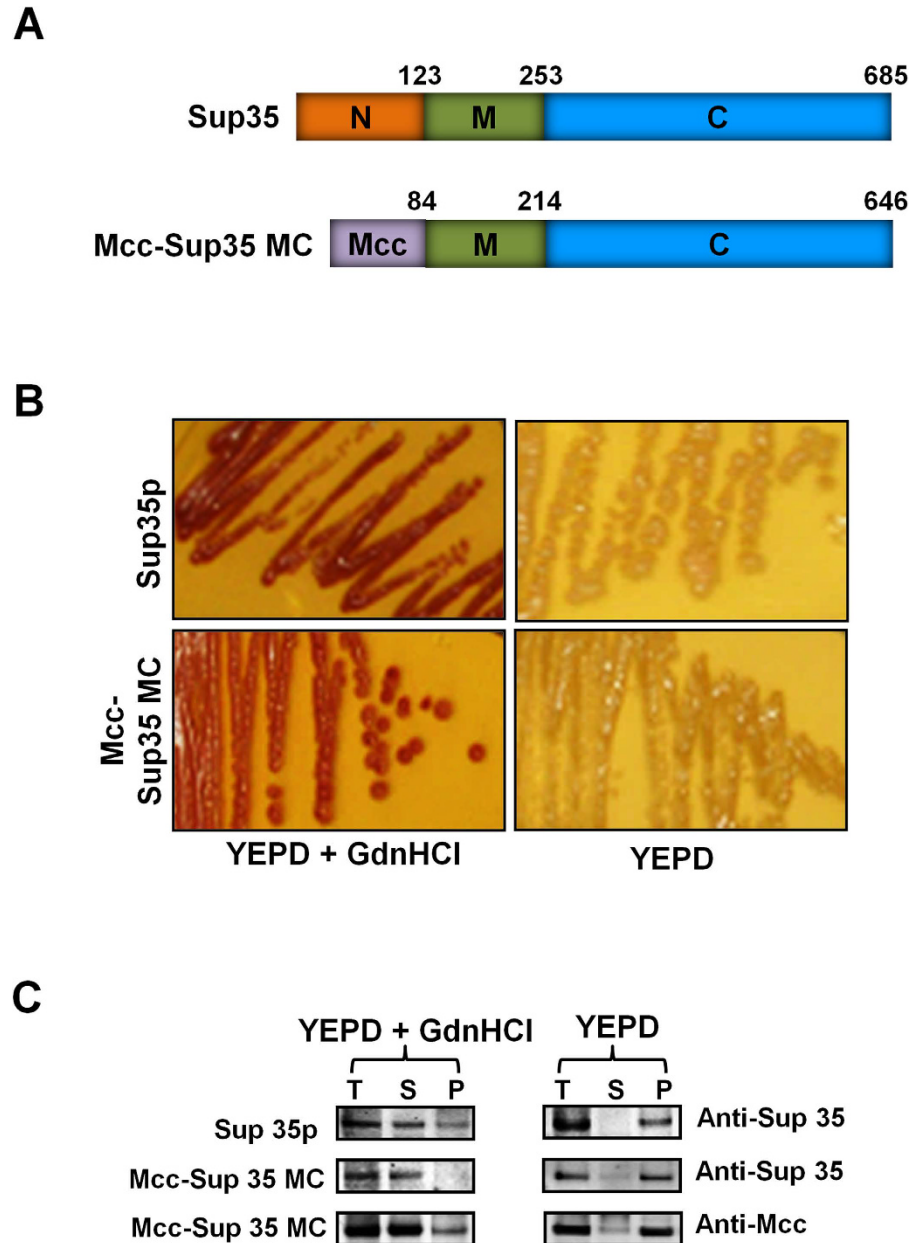 A
123 253 685
Sup35 N M C
84 214 646
Mcc-Sup35 MC Mcc M C
B
Sup35p
Mcc-
Sup35 MC
YEPD + GdnHCl YEPD
C
YEPD + GdnHCl YEPD
T S P T S P
Sup 35p Anti-Sup 35
Mcc-Sup 35 MC Anti-Sup 35
Mcc-Sup 35 MC Anti-Mcc